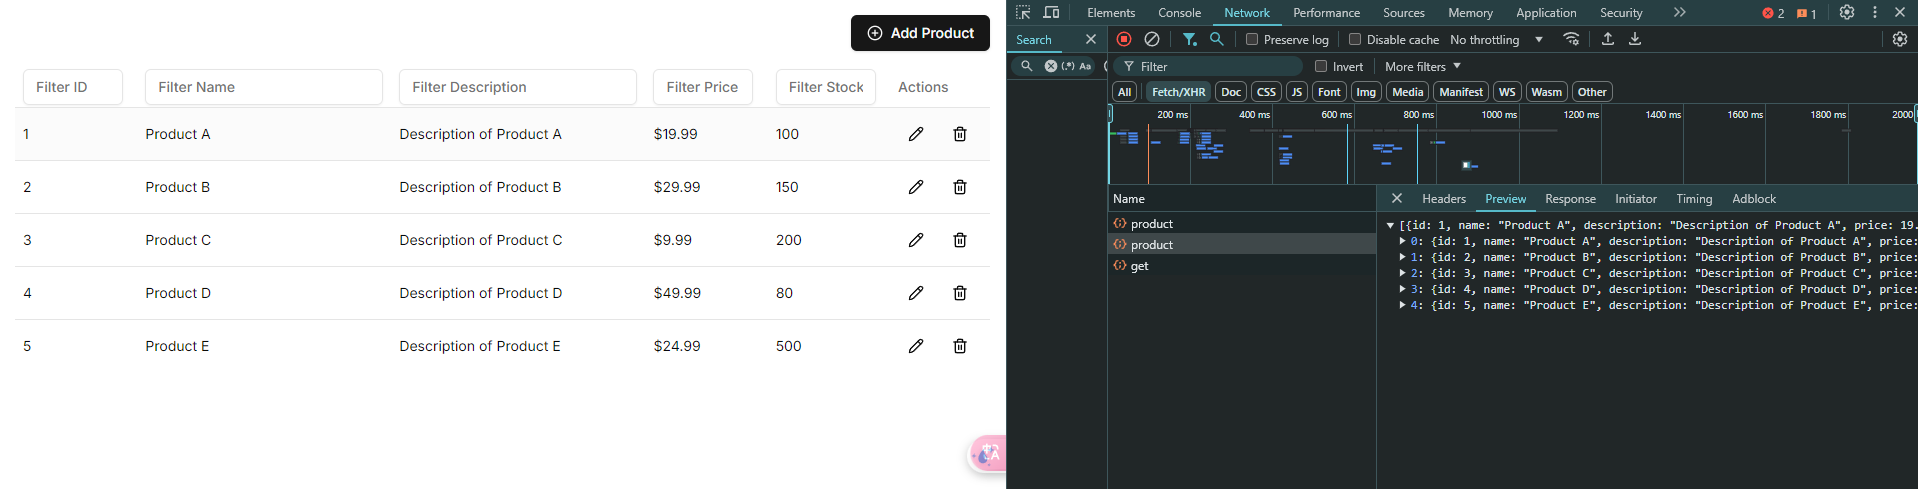 Add Product
Filter ID Filter Name Filter Description Filter Price Filter Stock Actions
1 Product A Description of Product A $19.99 100
2 Product B Description of Product B $29.99 150
3 Product C Description of Product C $9.99 200
4 Product D Description of Product D $49.99 80
5 Product E Description of Product E $24.99 500
Elements Console Network Performance Sources Memory Application Security 2 1
Search
Preserve log Disable cache No throttling
(.*) Aa
Filter Invert More filters
All Fetch/XHR Doc CSS JS Font Img Media Manifest WS Wasm Other
200 ms 400 ms 600 ms 800 ms 1000 ms 1200 ms 1400 ms 1600 ms 1800 ms 2000
Name
product
product
get
Headers Preview Response Initiator Timing Adblock
[{id: 1, name: "Product A", description: "Description of Product A", price: 19.
0: {id: 1, name: "Product A", description: "Description of Product A", price:
1: {id: 2, name: "Product B", description: "Description of Product B", price:
2: {id: 3, name: "Product C", description: "Description of Product C", price:
3: {id: 4, name: "Product D", description: "Description of Product D", price:
4: {id: 5, name: "Product E", description: "Description of Product E", price: